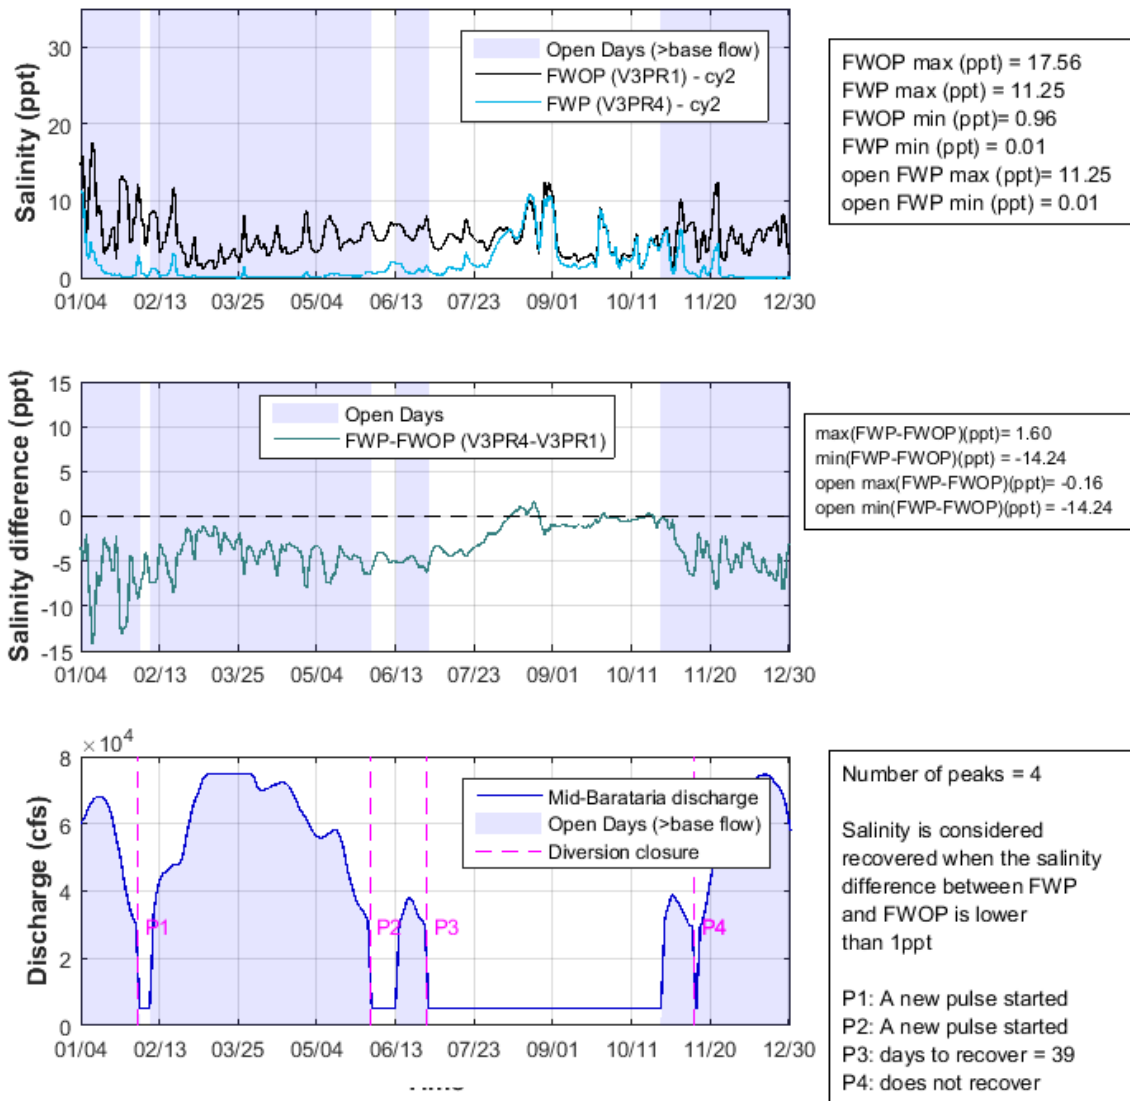 35
30
20
10
0
Salinity (ppt)
Open Days (>base flow)
FWOP (V3PR1) - cy2
FWP (V3PR4) - cy2
01/04 02/13 03/25 05/04 06/13 07/23 09/01 10/11 11/20 12/30
FWOP max (ppt) = 17.56
FWP max (ppt) = 11.25
FWOP min (ppt)= 0.96
FWP min (ppt) = 0.01
open FWP max (ppt)= 11.25
open FWP min (ppt) = 0.01
15
10
5
0
-5
-10
-15
Salinity difference (ppt)
Open Days
FWP-FWOP (V3PR4-V3PR1)
01/04 02/13 03/25 05/04 06/13 07/23 09/01 10/11 11/20 12/30
max(FWP-FWOP)(ppt)= 1.60
min(FWP-FWOP)(ppt) = -14.24
open max(FWP-FWOP)(ppt)= -0.16
open min(FWP-FWOP)(ppt) = -14.24
×10⁴
8
6
4
2
0
Discharge (cfs)
Mid-Barataria discharge
Open Days (>base flow)
Diversion closure
P1 P2 P3 P4
01/04 02/13 03/25 05/04 06/13 07/23 09/01 10/11 11/20 12/30
Number of peaks = 4
Salinity is considered
recovered when the salinity
difference between FWP
and FWOP is lower
than 1ppt
P1: A new pulse started
P2: A new pulse started
P3: days to recover = 39
P4: does not recover